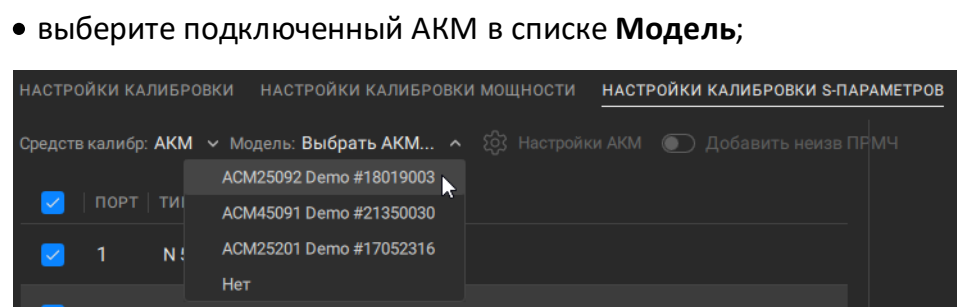 • выберите подключенный АКМ в списке Модель;
НАСТРОЙКИ КАЛИБРОВКИ НАСТРОЙКИ КАЛИБРОВКИ МОЩНОСТИ НАСТРОЙКИ КАЛИБРОВКИ S-ПАРАМЕТРОВ
Средств калибр: АКМ Модель: Выбрать АКМ... Настройки АКМ Добавить неизв ПРМЧ
ACM25092 Demo #18019003
ПОРТ
ACM45091 Demo #21350030
ACM25201 Demo #17052316
1 N
Нет